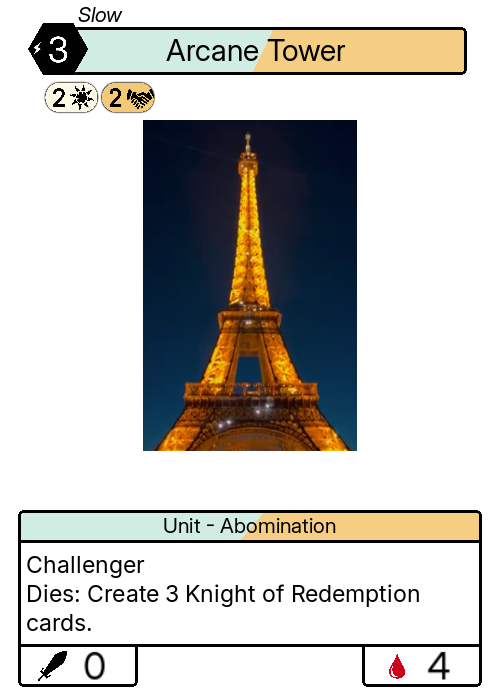 Slow
3 Arcane Tower
2 2
Unit - Abomination
Challenger
Dies: Create 3 Knight of Redemption
cards.
0 4